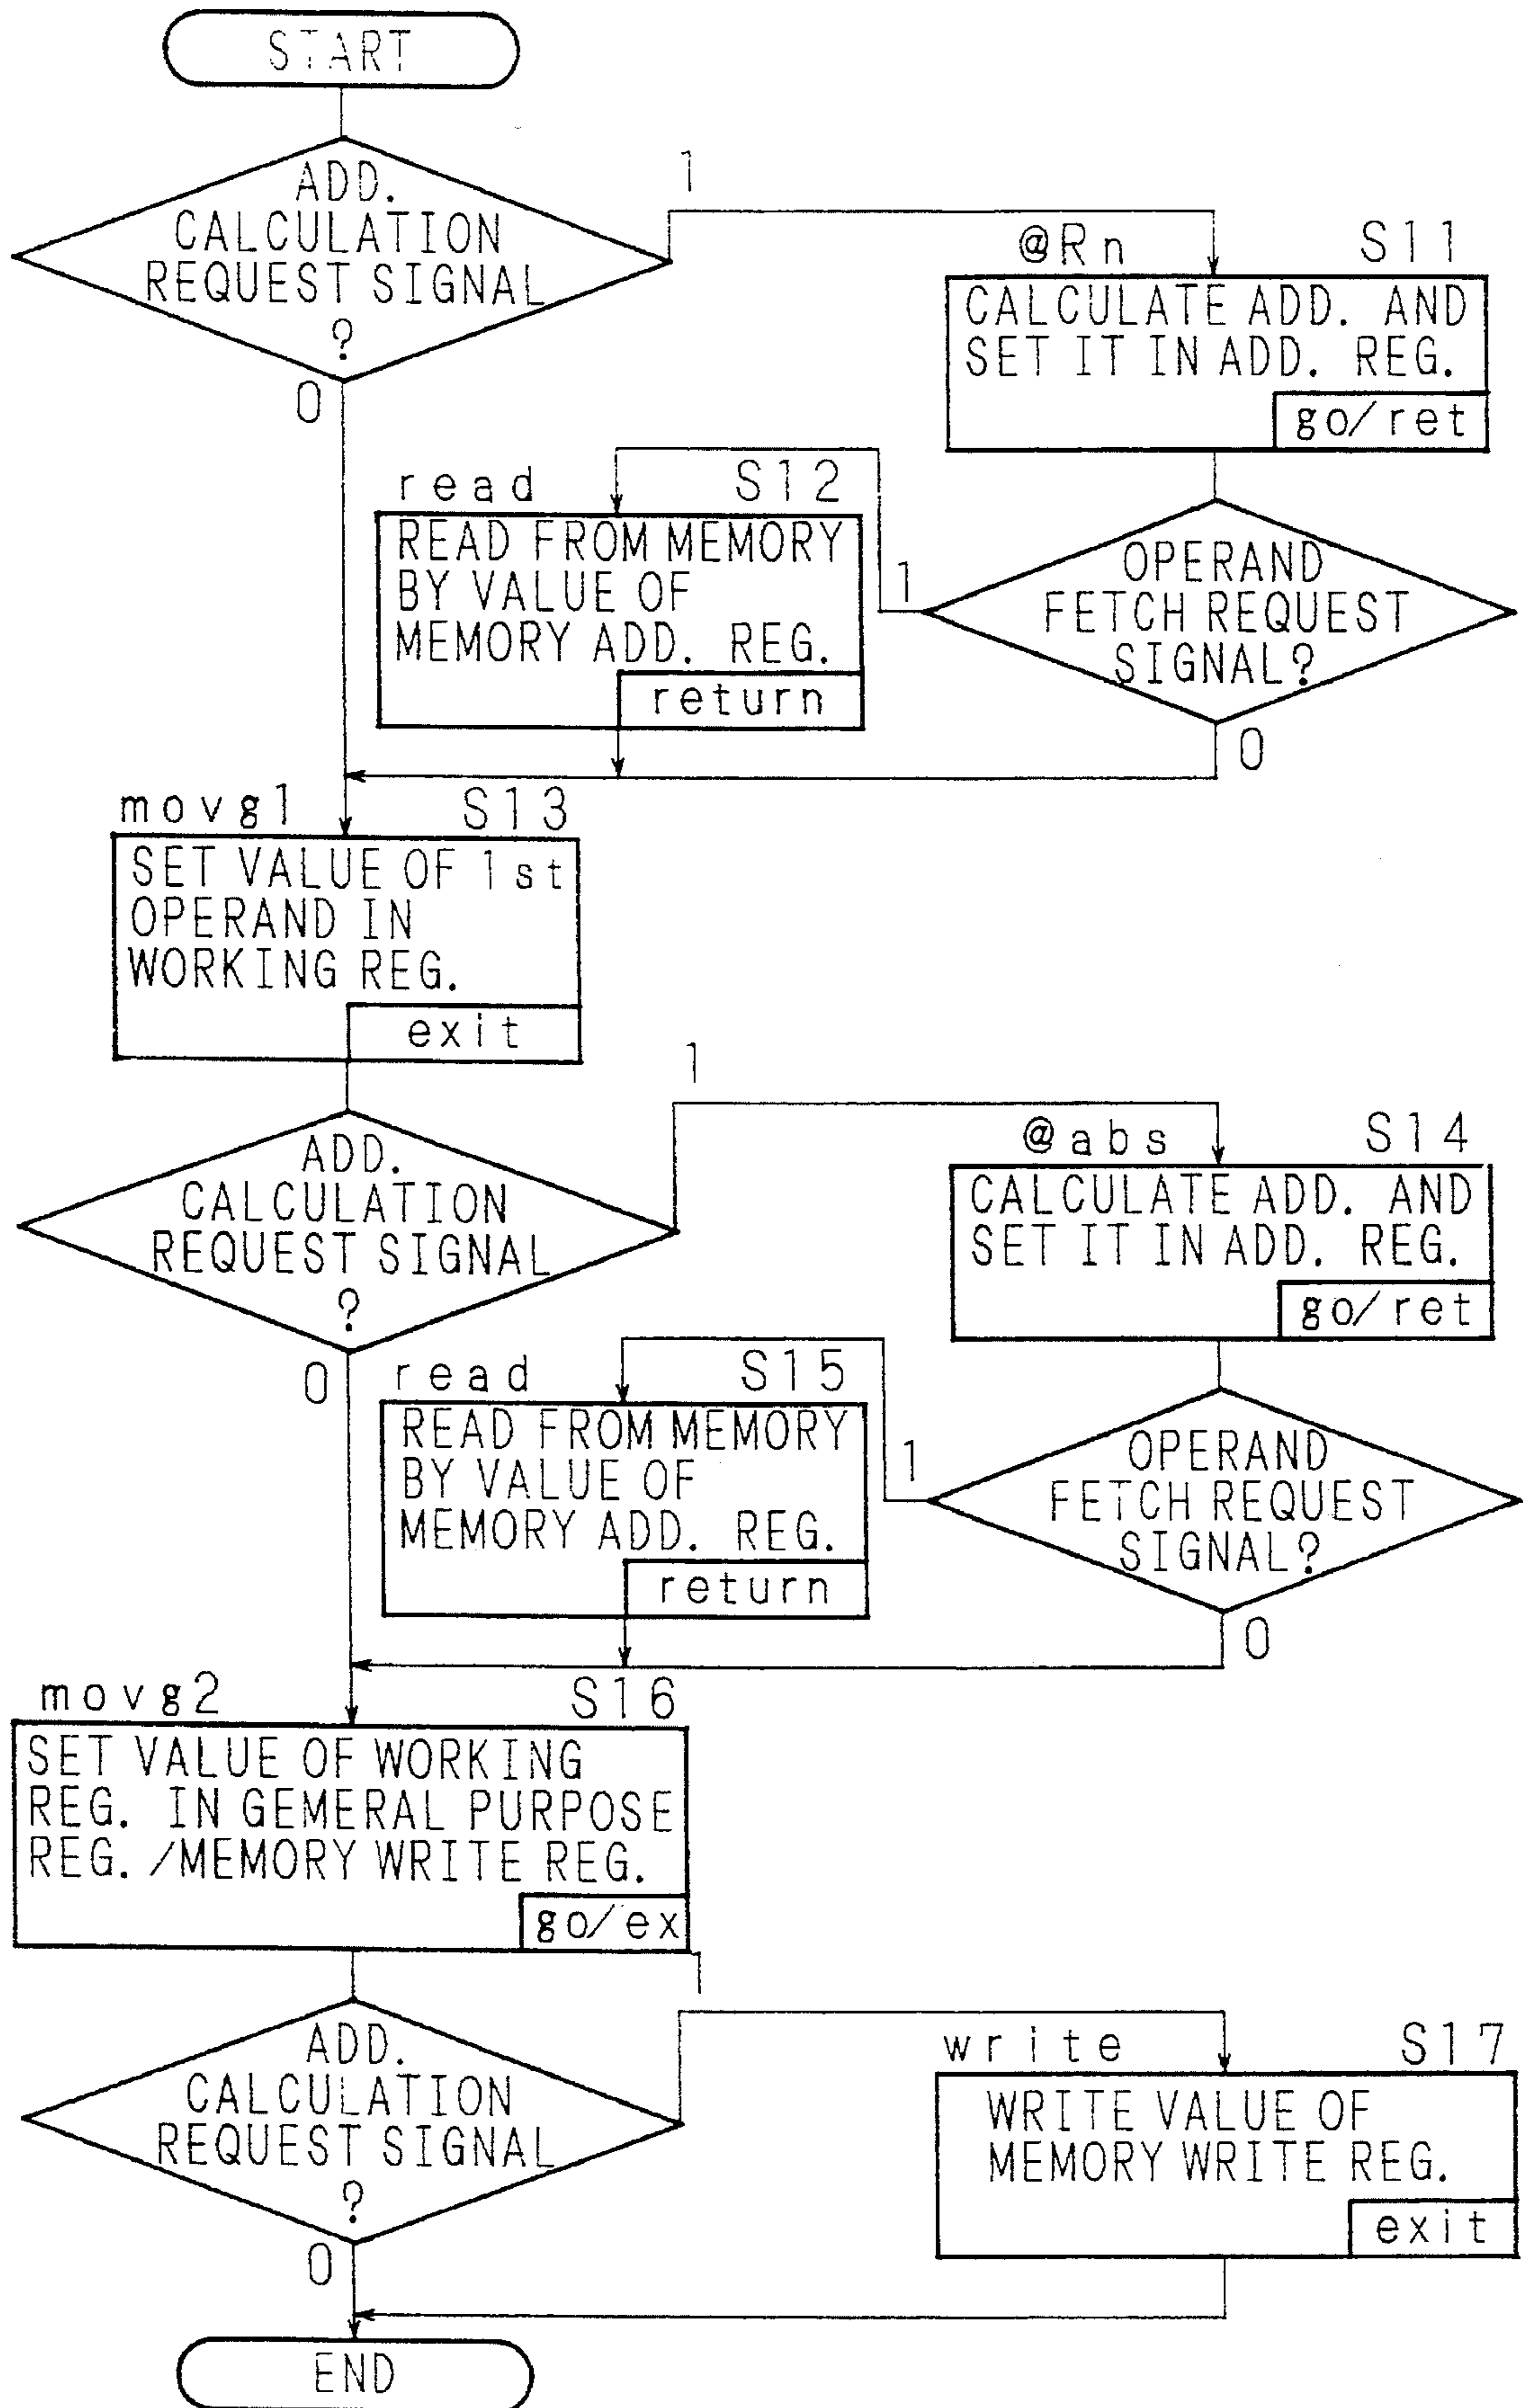 START
ADD.
CALCULATION
REQUEST SIGNAL
?
1
0
@Rn S11
CALCULATE ADD. AND
SET IT IN ADD. REG.
go/ret
read S12
READ FROM MEMORY
BY VALUE OF
MEMORY ADD. REG.
return
1
OPERAND
FETCH REQUEST
SIGNAL?
0
movg1 S13
SET VALUE OF 1st
OPERAND IN
WORKING REG.
exit
ADD.
CALCULATION
REQUEST SIGNAL
?
1
0
@abs S14
CALCULATE ADD. AND
SET IT IN ADD. REG.
go/ret
read S15
READ FROM MEMORY
BY VALUE OF
MEMORY ADD. REG.
return
1
OPERAND
FETCH REQUEST
SIGNAL?
0
movg2 S16
SET VALUE OF WORKING
REG. IN GEMERAL PURPOSE
REG./MEMORY WRITE REG.
go/ex
ADD.
CALCULATION
REQUEST SIGNAL
?
1
0
write S17
WRITE VALUE OF
MEMORY WRITE REG.
exit
END